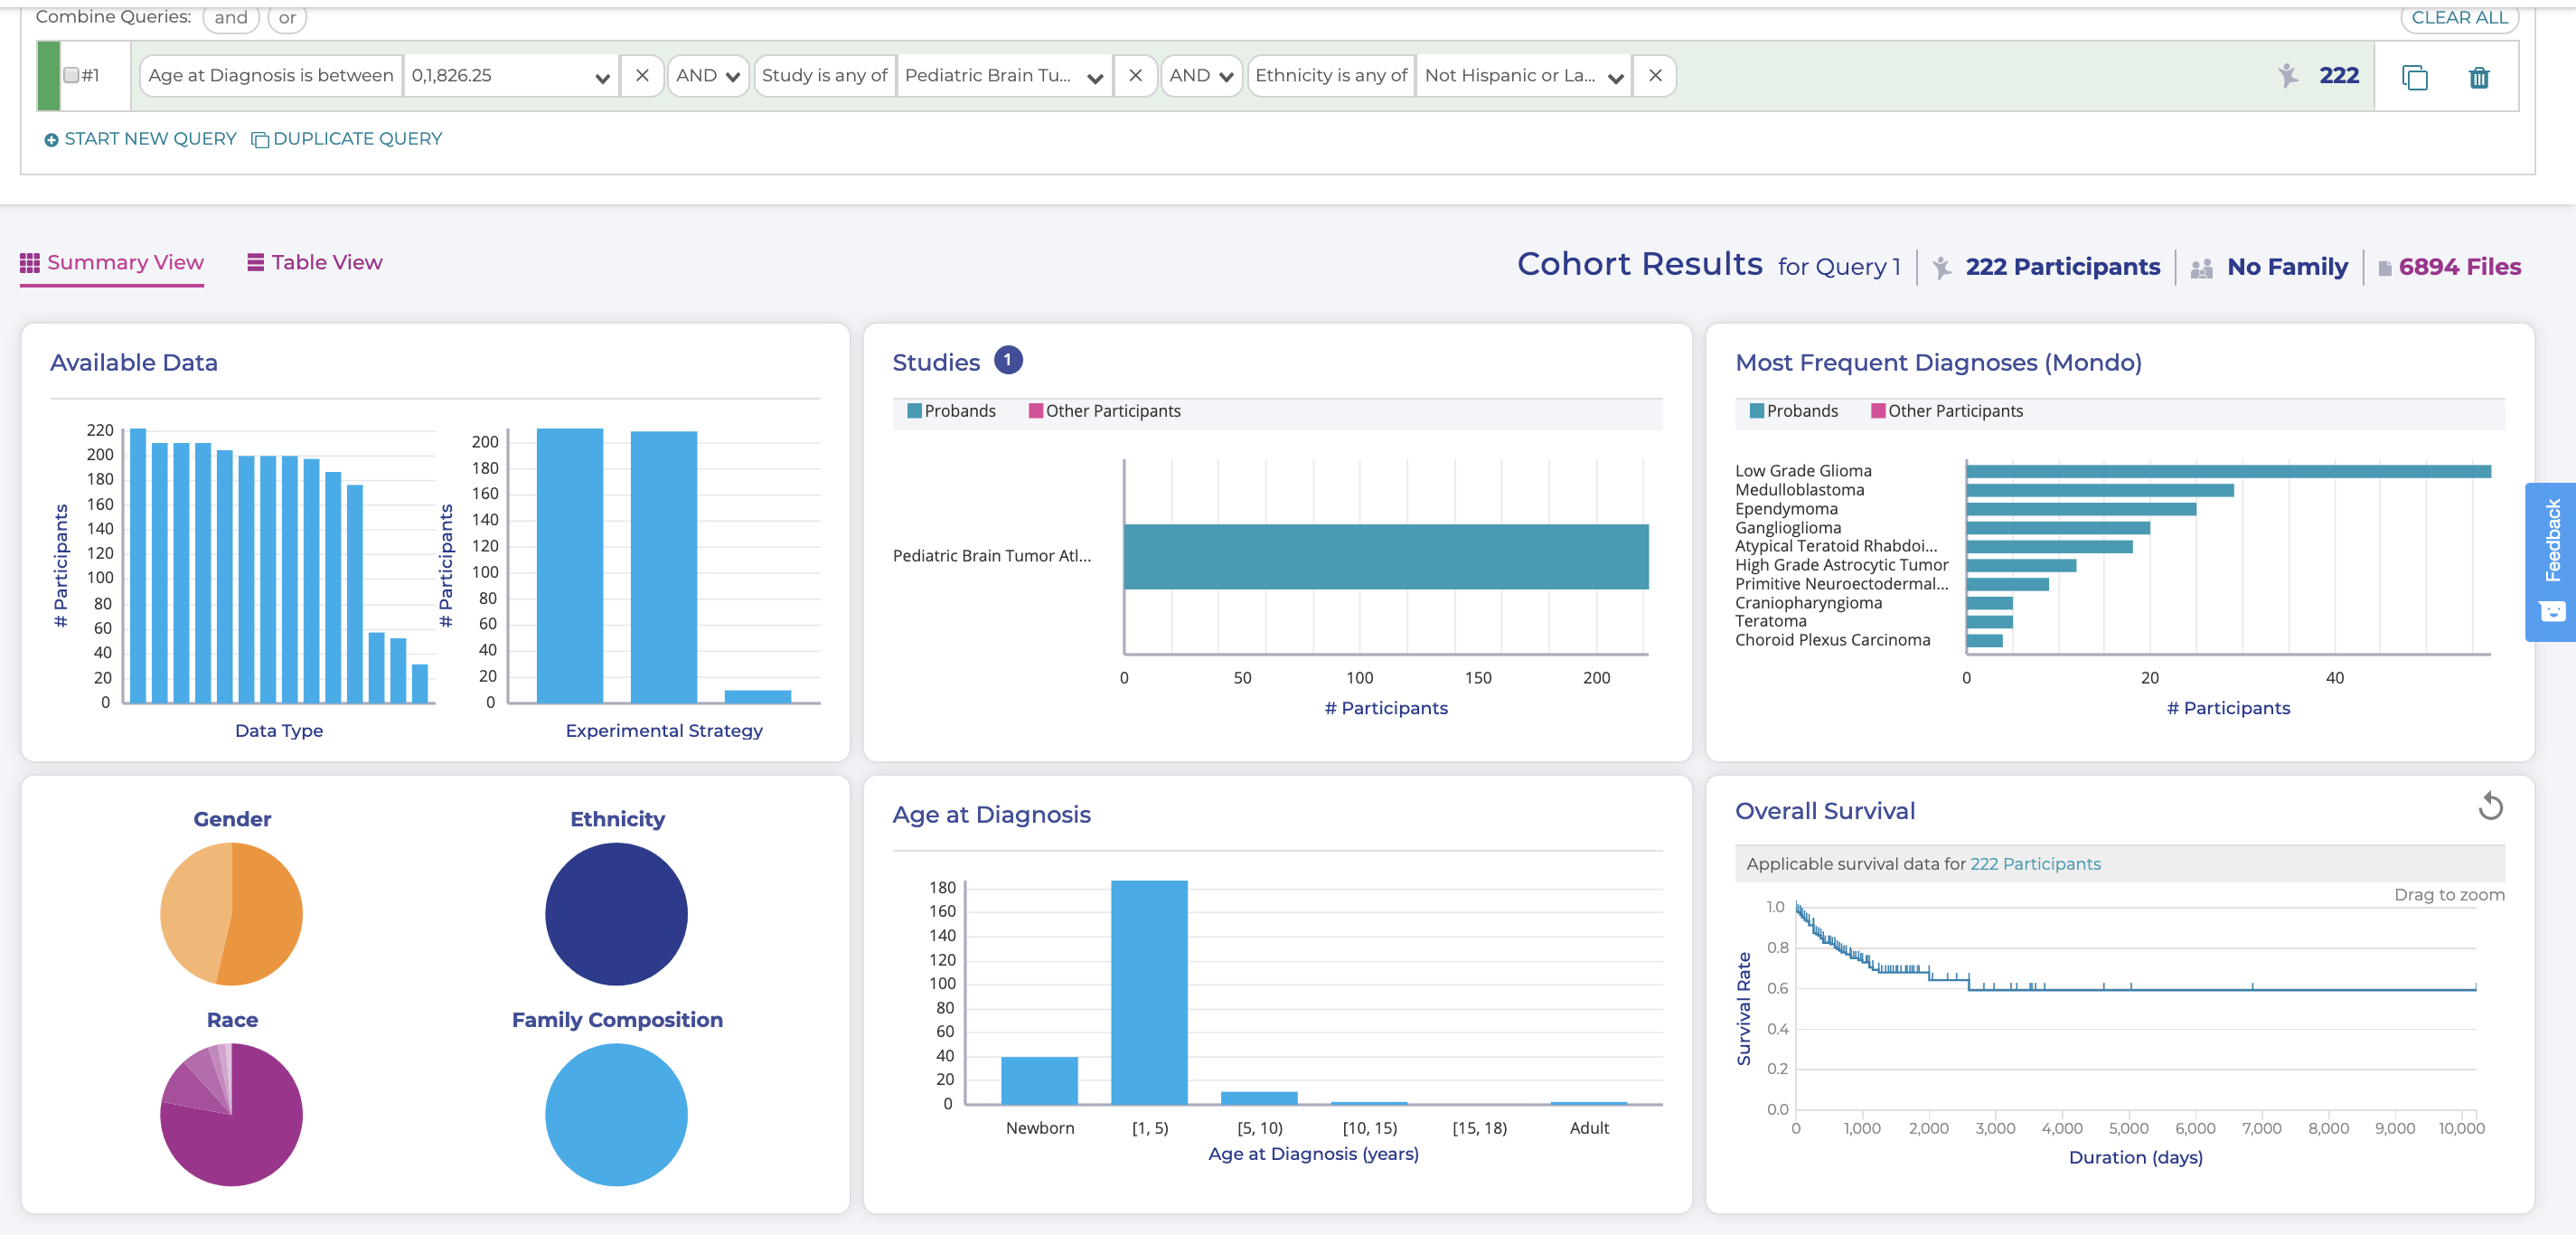 Combine Queries: and or CLEAR ALL
#1 Age at Diagnosis is between 0,1,826.25 AND Study is any of Pediatric Brain Tu... AND Ethnicity is any of Not Hispanic or La... 222
START NEW QUERY DUPLICATE QUERY
Summary View Table View
Cohort Results for Query 1 222 Participants No Family 6894 Files
Available Data
220
200
180
160
140
120
100
80
60
40
20
0
# Participants
Data Type
200
180
160
140
120
100
80
60
40
20
0
# Participants
Experimental Strategy
Studies 1
Probands Other Participants
Pediatric Brain Tumor Atl...
0 50 100 150 200
# Participants
Most Frequent Diagnoses (Mondo)
Probands Other Participants
Low Grade Glioma
Medulloblastoma
Ependymoma
Ganglioglioma
Atypical Teratoid Rhabdoi...
High Grade Astrocytic Tumor
Primitive Neuroectodermal...
Craniopharyngioma
Teratoma
Choroid Plexus Carcinoma
0 20 40
# Participants
Feedback
Gender
Ethnicity
Race
Family Composition
Age at Diagnosis
180
160
140
120
100
80
60
40
20
0
Newborn [1, 5) [5, 10) [10, 15) [15, 18) Adult
Age at Diagnosis (years)
Overall Survival
Applicable survival data for 222 Participants
Drag to zoom
1.0
0.8
0.6
0.4
0.2
0.0
Survival Rate
0 1,000 2,000 3,000 4,000 5,000 6,000 7,000 8,000 9,000 10,000
Duration (days)